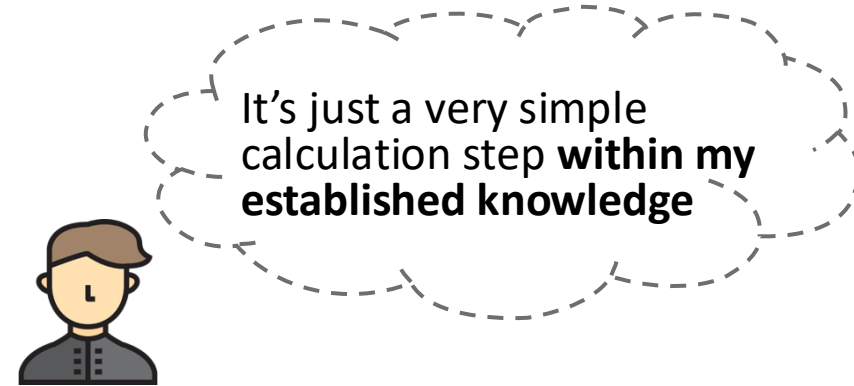 It’s just a very simple
calculation step within my
established knowledge